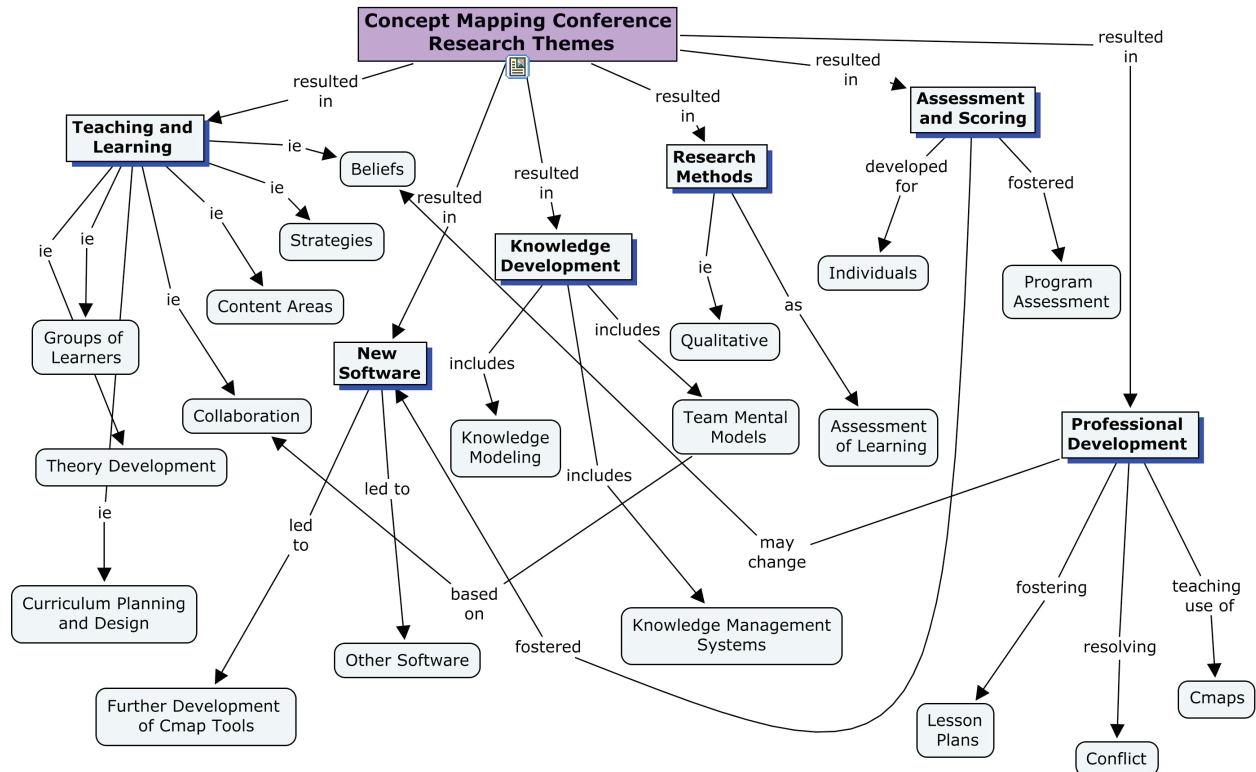 Concept Mapping Conference
Research Themes
resulted
in
resulted
in
resulted
in
resulted
in
resulted
in
resulted
in
Teaching and
Learning
Assessment
and Scoring
Research
Methods
Knowledge
Development
New
Software
Professional
Development
ie
Beliefs
ie
Strategies
ie
Content Areas
ie
Collaboration
ie
Groups of
Learners
ie
Theory Development
ie
Curriculum Planning
and Design
developed
for
Individuals
fostered
Program
Assessment
ie
Qualitative
as
Assessment
of Learning
includes
Knowledge
Modeling
includes
Team Mental
Models
includes
Knowledge Management
Systems
led
to
Further Development
of Cmap Tools
led to
Other Software
based
on
fostered
may
change
fostering
Lesson
Plans
resolving
Conflict
teaching
use of
Cmaps